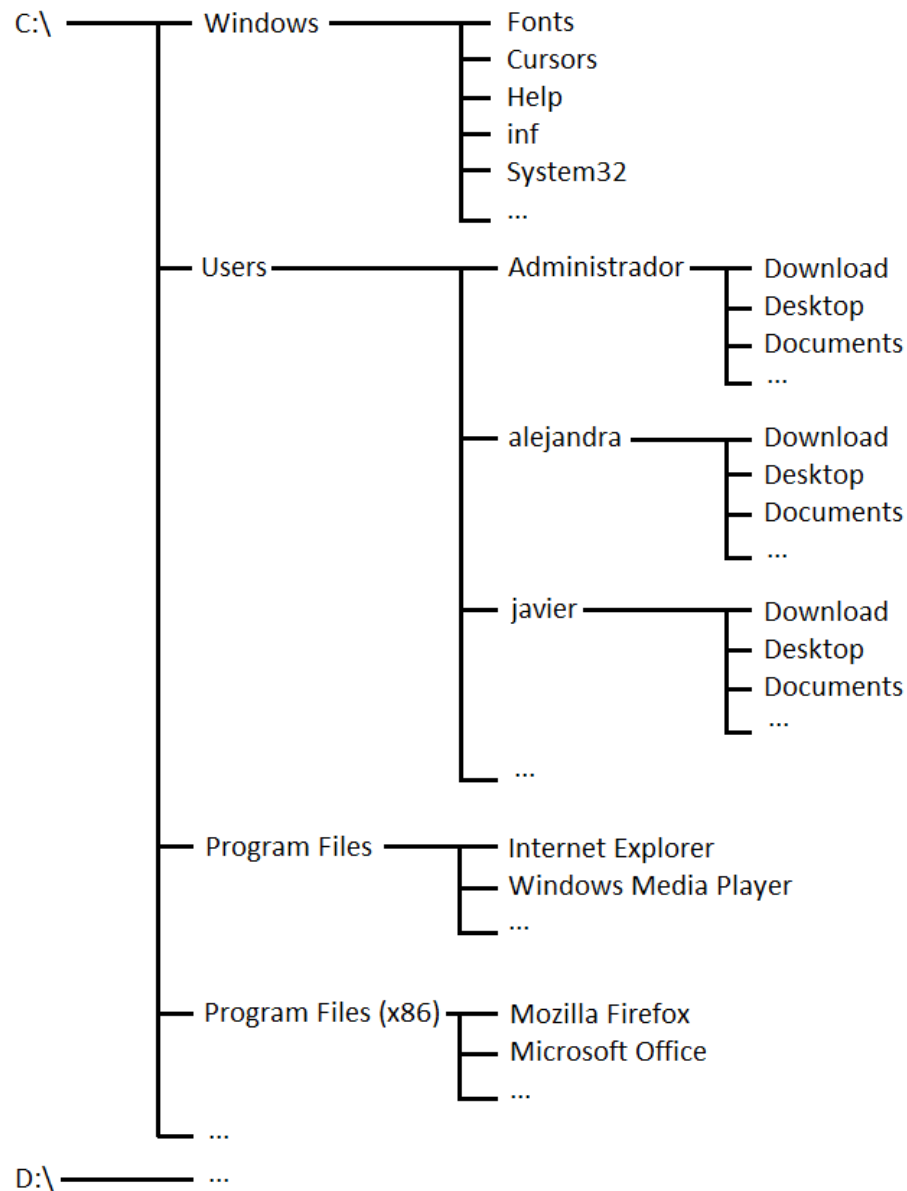 C:\ Windows Fonts
Cursors
Help
inf
System32
...
Users Administrador Download
Desktop
Documents
...
alejandra Download
Desktop
Documents
...
javier Download
Desktop
Documents
...
...
Program Files Internet Explorer
Windows Media Player
...
Program Files (x86) Mozilla Firefox
Microsoft Office
...
...
D:\ ...